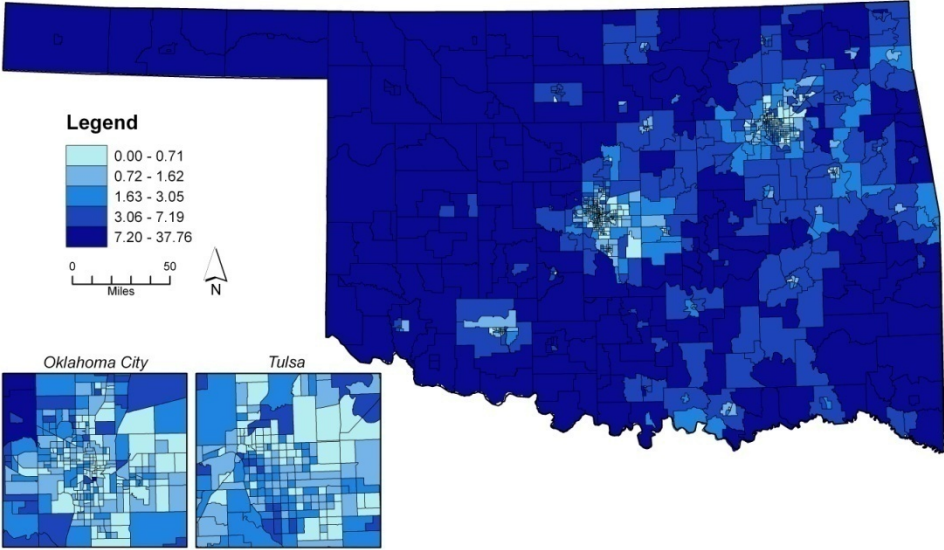 Legend
0.00 - 0.71
0.72 - 1.62
1.63 - 3.05
3.06 - 7.19
7.20 - 37.76
0 50
Miles
N
Oklahoma City
Tulsa